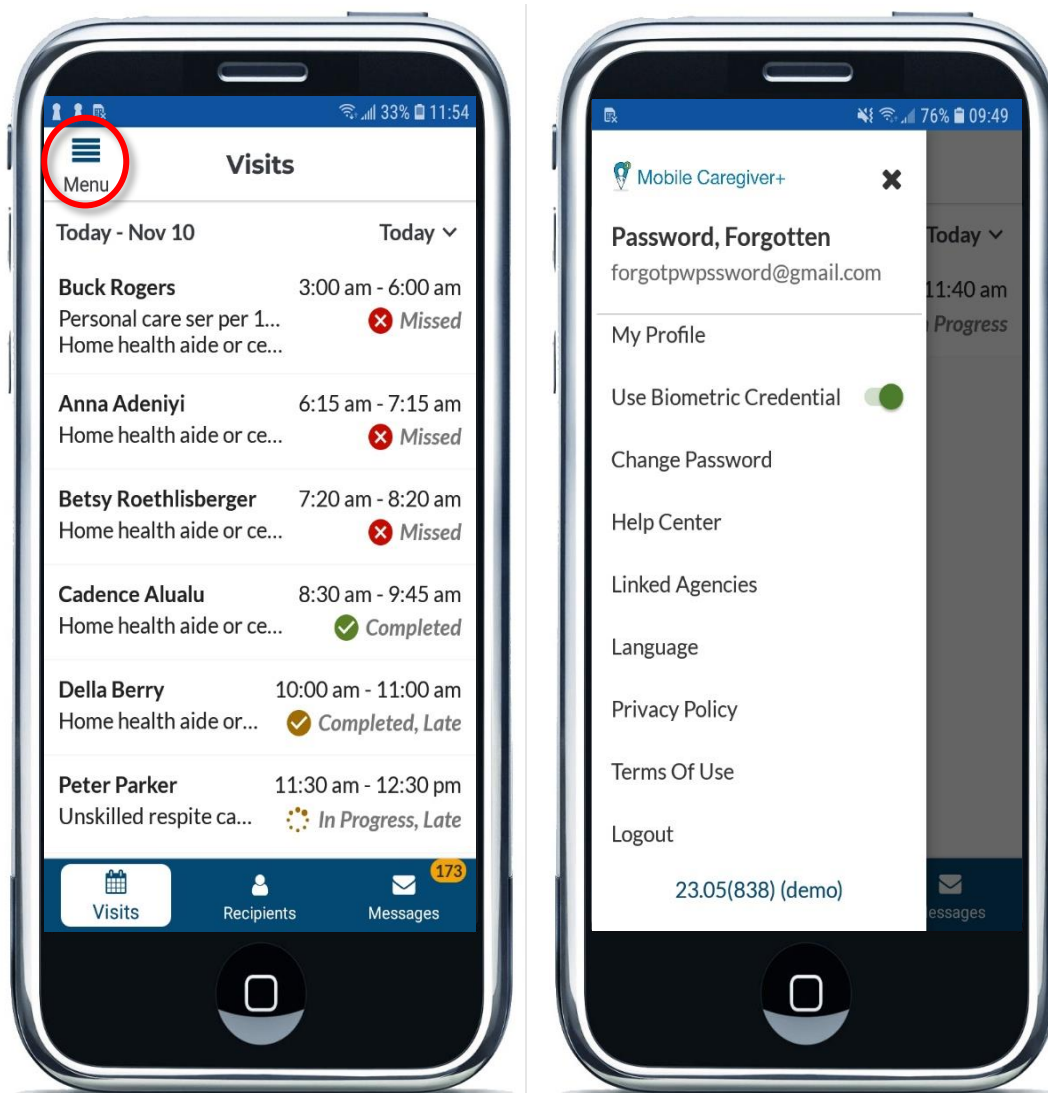 33% 11:54
Menu
Visits
Today - Nov 10 Today
Buck Rogers 3:00 am - 6:00 am
Personal care ser per 1... Missed
Home health aide or ce...
Anna Adeniyi 6:15 am - 7:15 am
Home health aide or ce... Missed
Betsy Roethlisberger 7:20 am - 8:20 am
Home health aide or ce... Missed
Cadence Alualu 8:30 am - 9:45 am
Home health aide or ce... Completed
Della Berry 10:00 am - 11:00 am
Home health aide or... Completed, Late
Peter Parker 11:30 am - 12:30 pm
Unskilled respite ca... In Progress, Late
173
Visits Recipients Messages
76% 09:49
Mobile Caregiver+
Password, Forgotten
forgotpwpssword@gmail.com
My Profile
Use Biometric Credential
Change Password
Help Center
Linked Agencies
Language
Privacy Policy
Terms Of Use
Logout
23.05(838) (demo)
Today
11:40 am
Progress
essages